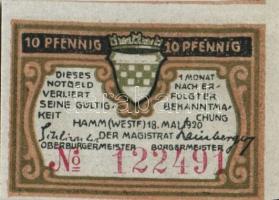 10 PFENNIG 10 PFENNIG
DIESES NOTGELD VERLIERT SEINE GÜLTIG-KEIT
1 MONAT NACH ER-FOLGTER BEKANNTMA-CHUNG
HAMM (WESTF) 18. MAI 1920
DER MAGISTRAT
OBERBÜRGERMEISTER BÜRGERMEISTER
№ 122491